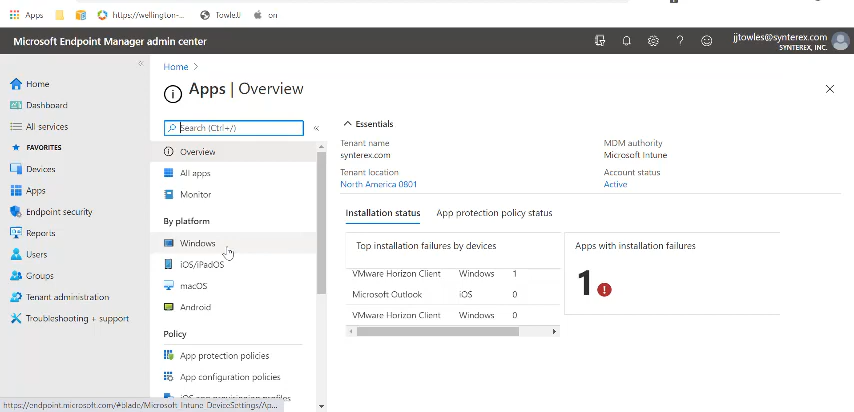 Apps
https://wellington-...
TowleJJ
on
Microsoft Endpoint Manager admin center
jjtowles@synterex.com
SYNTEREX, INC.
Home
Dashboard
All services
FAVORITES
Devices
Apps
Endpoint security
Reports
Users
Groups
Tenant administration
Troubleshooting + support
Home >
Apps | Overview
Search (Ctrl+/)
«
Overview
All apps
Monitor
By platform
Windows
iOS/iPadOS
macOS
Android
Policy
App protection policies
App configuration policies
iOS app provisioning profiles
Essentials
Tenant name
synterex.com
Tenant location
North America 0801
MDM authority
Microsoft Intune
Account status
Active
Installation status
App protection policy status
Top installation failures by devices
VMware Horizon Client Windows 1
Microsoft Outlook iOS 0
VMware Horizon Client Windows 0
Apps with installation failures
1
https://endpoint.microsoft.com/#blade/Microsoft_Intune_DeviceSettings/Ap...